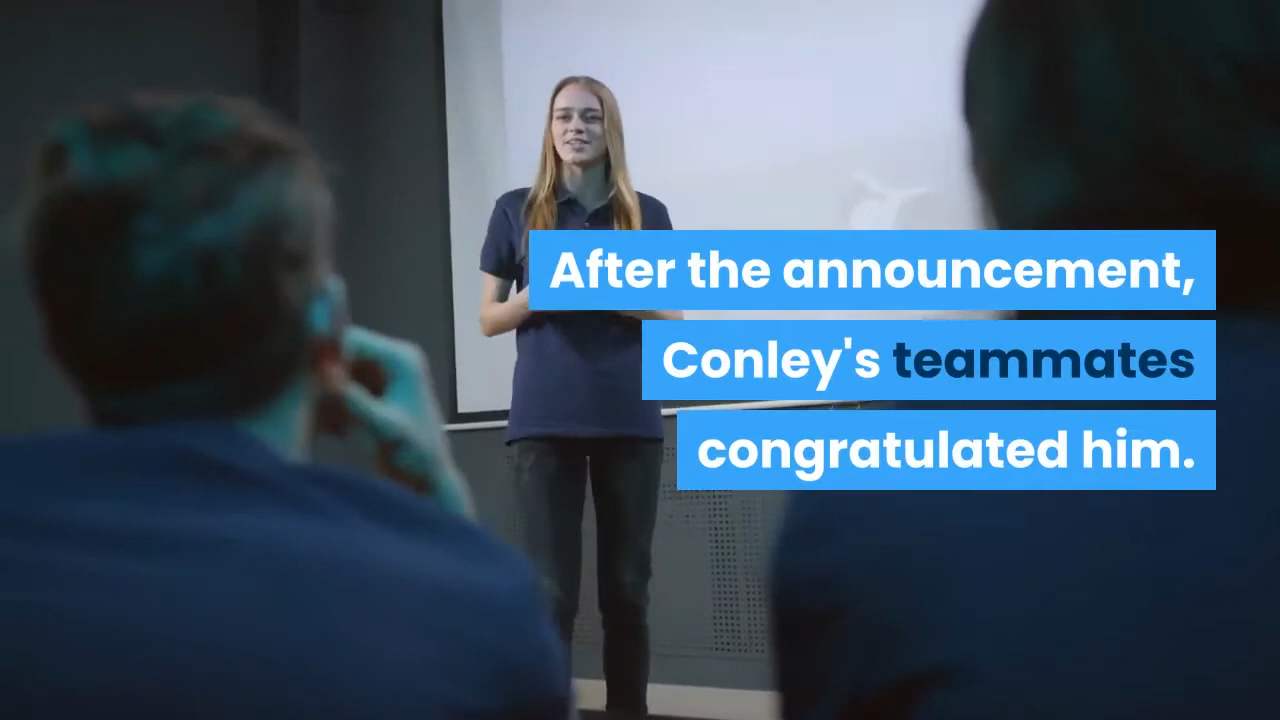 After the announcement,
Conley's teammates
congratulated him.